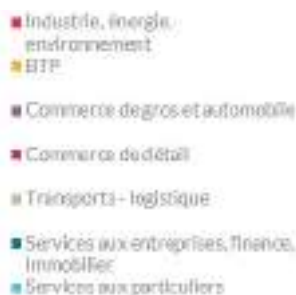 Industrie, énergie,
environnement
BTP
Commerce de gros et automobile
Commerce de détail
Transports - logistique
Services aux entreprises, finance,
Immobilier
Services aux particuliers